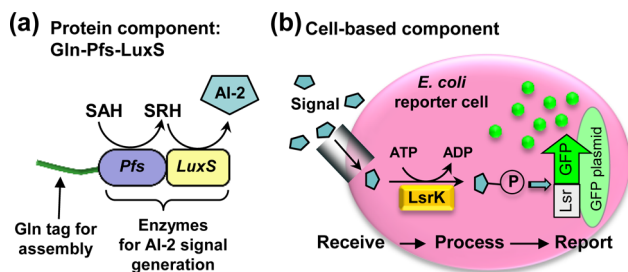 (a) Protein component:
Gln-Pfs-LuxS
AI-2
SAH SRH
Pfs LuxS
Gln tag for
assembly
Enzymes
for AI-2 signal
generation
(b) Cell-based component
Signal
E. coli
reporter cell
ATP ADP
LsrK
P
GFP
Lsr
GFP plasmid
Receive Process Report